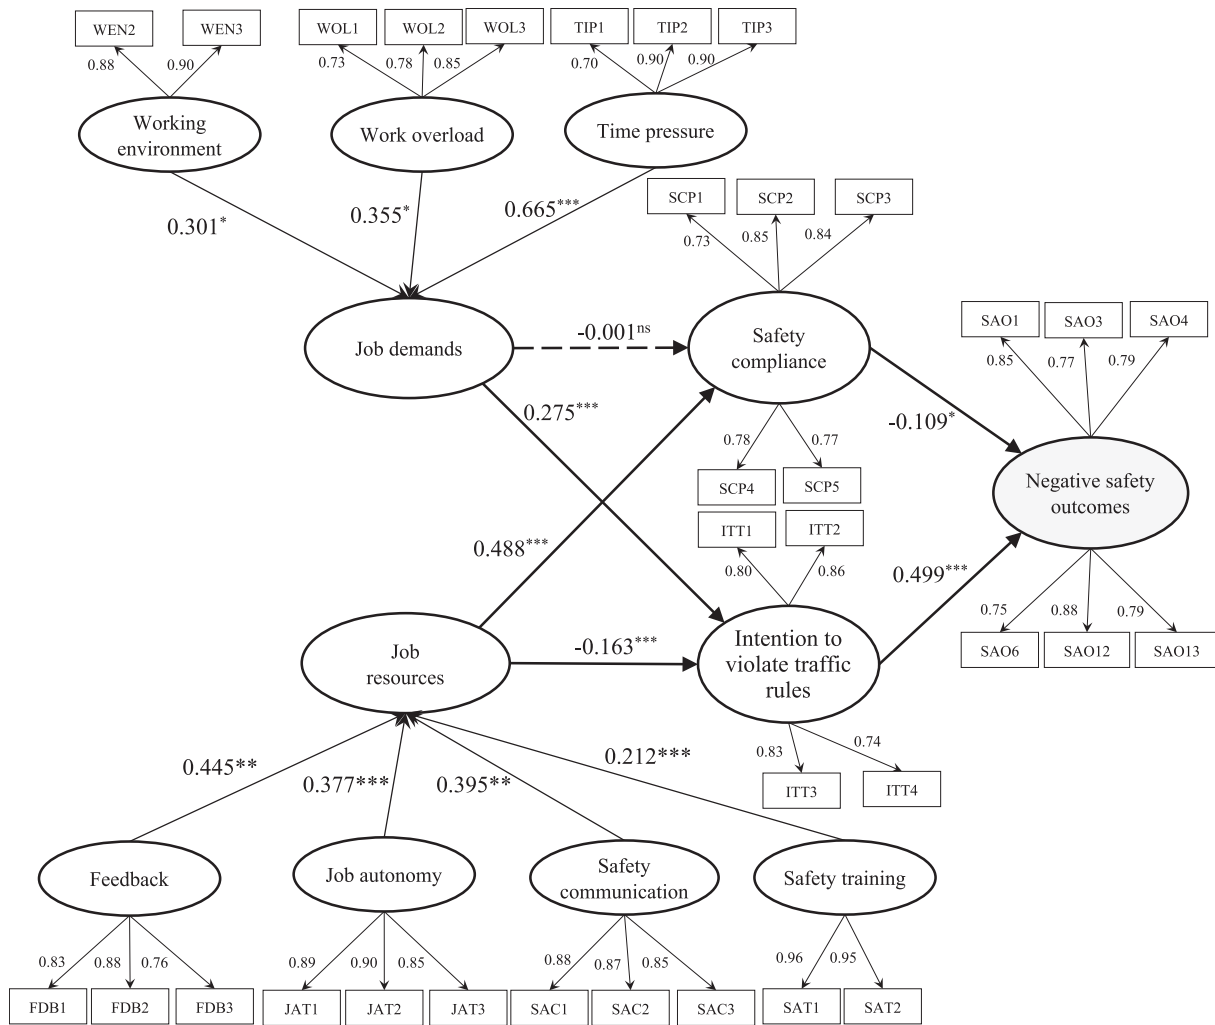 WEN2
WEN3
WOL1
WOL2
WOL3
TIP1
TIP2
TIP3
0.88
0.90
0.73
0.78
0.85
0.70
0.90
0.90
Working
environment
Work overload
Time pressure
0.301*
0.355*
0.665***
SCP1
SCP2
SCP3
0.73
0.85
0.84
Job demands
-0.001ns
Safety
compliance
SAO1
SAO3
SAO4
0.85
0.77
0.79
0.275***
-0.109*
0.78
0.77
SCP4
SCP5
Negative safety
outcomes
ITT1
ITT2
0.488***
0.80
0.86
0.499***
0.75
0.88
0.79
SAO6
SAO12
SAO13
Job
resources
-0.163***
Intention to
violate traffic
rules
0.83
0.74
ITT3
ITT4
0.445**
0.377***
0.395**
0.212***
Feedback
Job autonomy
Safety
communication
Safety training
0.83
0.88
0.76
0.89
0.90
0.85
0.88
0.87
0.85
0.96
0.95
FDB1
FDB2
FDB3
JAT1
JAT2
JAT3
SAC1
SAC2
SAC3
SAT1
SAT2